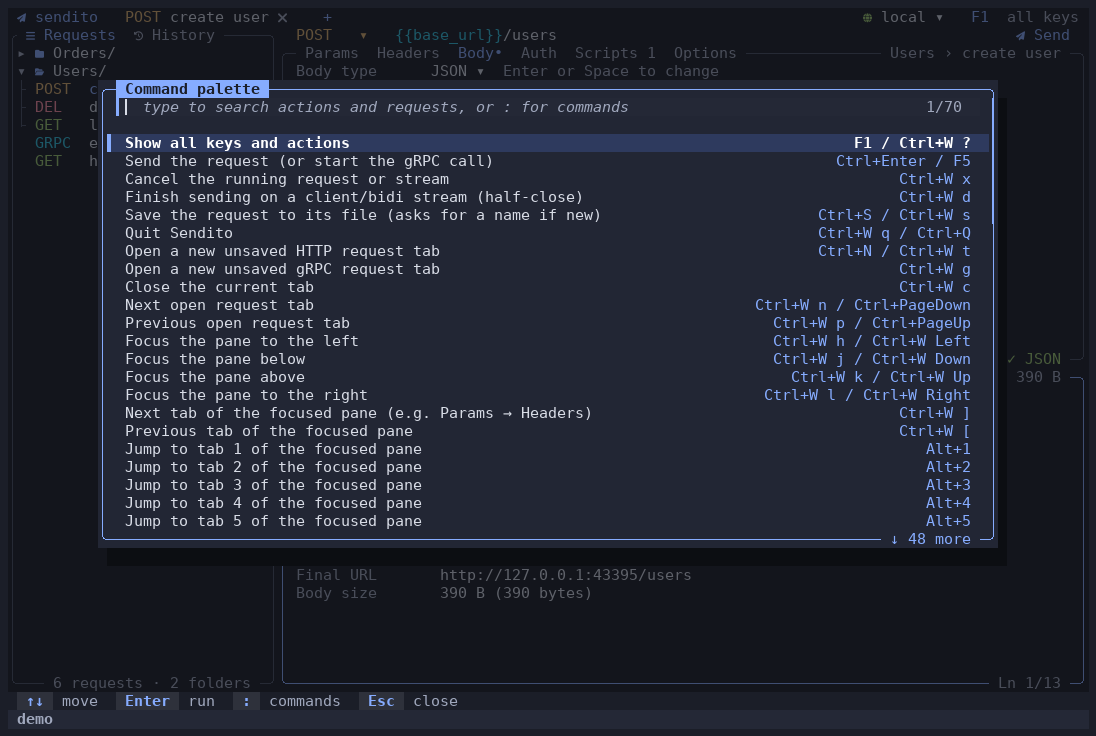 sendito POST create user × + local ▾ F1 all keys
≡ Requests History POST ▾ {{base_url}}/users Send
▸ Orders/ Params Headers Body• Auth Scripts 1 Options Users › create user
▾ Users/ Body type JSON ▾ Enter or Space to change
POST c Command palette
DEL d type to search actions and requests, or : for commands 1/70
GET l
GRPC e Show all keys and actions F1 / Ctrl+W ?
GET h Send the request (or start the gRPC call) Ctrl+Enter / F5
Cancel the running request or stream Ctrl+W x
Finish sending on a client/bidi stream (half-close) Ctrl+W d
Save the request to its file (asks for a name if new) Ctrl+S / Ctrl+W s
Quit Sendito Ctrl+W q / Ctrl+Q
Open a new unsaved HTTP request tab Ctrl+N / Ctrl+W t
Open a new unsaved gRPC request tab Ctrl+W g
Close the current tab Ctrl+W c
Next open request tab Ctrl+W n / Ctrl+PageDown
Previous open request tab Ctrl+W p / Ctrl+PageUp
Focus the pane to the left Ctrl+W h / Ctrl+W Left
Focus the pane below Ctrl+W j / Ctrl+W Down ✓ JSON
Focus the pane above Ctrl+W k / Ctrl+W Up 390 B
Focus the pane to the right Ctrl+W l / Ctrl+W Right
Next tab of the focused pane (e.g. Params → Headers) Ctrl+W ]
Previous tab of the focused pane Ctrl+W [
Jump to tab 1 of the focused pane Alt+1
Jump to tab 2 of the focused pane Alt+2
Jump to tab 3 of the focused pane Alt+3
Jump to tab 4 of the focused pane Alt+4
Jump to tab 5 of the focused pane Alt+5
↓ 48 more
Final URL http://127.0.0.1:43395/users
Body size 390 B (390 bytes)
6 requests · 2 folders Ln 1/13
↑↓ move Enter run : commands Esc close
demo